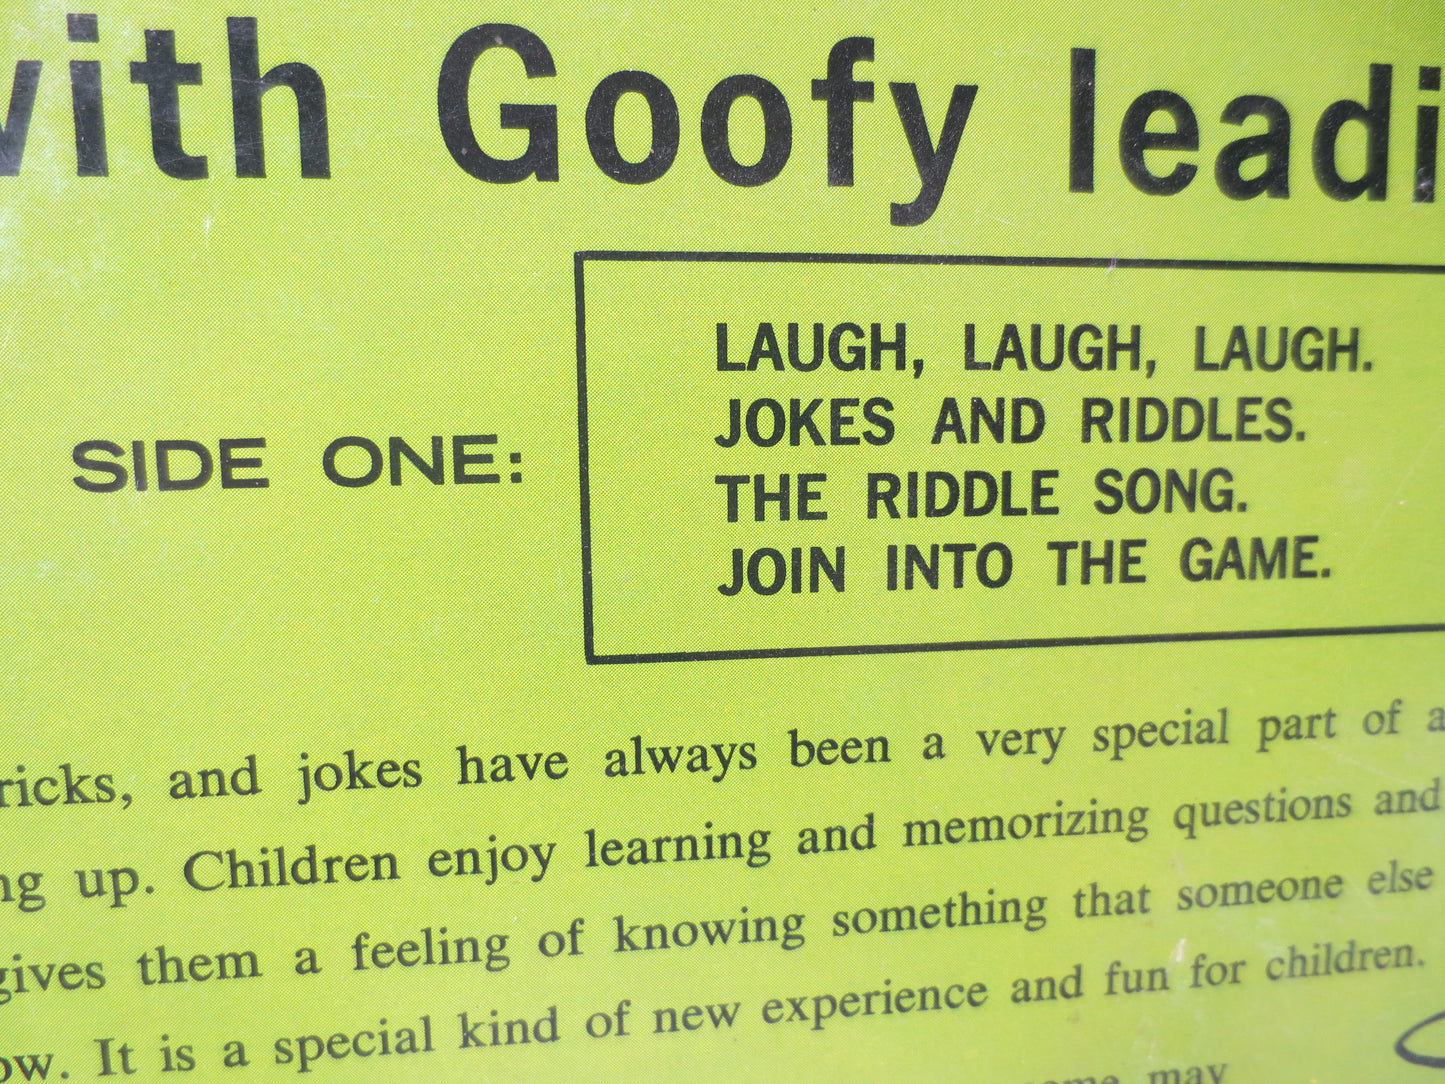 with Goofy leadi
SIDE ONE:
LAUGH, LAUGH, LAUGH.
JOKES AND RIDDLES.
THE RIDDLE SONG.
JOIN INTO THE GAME.
ricks, and jokes have always been a very special part of a
ng up. Children enjoy learning and memorizing questions and
gives them a feeling of knowing something that someone else
ow. It is a special kind of new experience and fun for children.
may